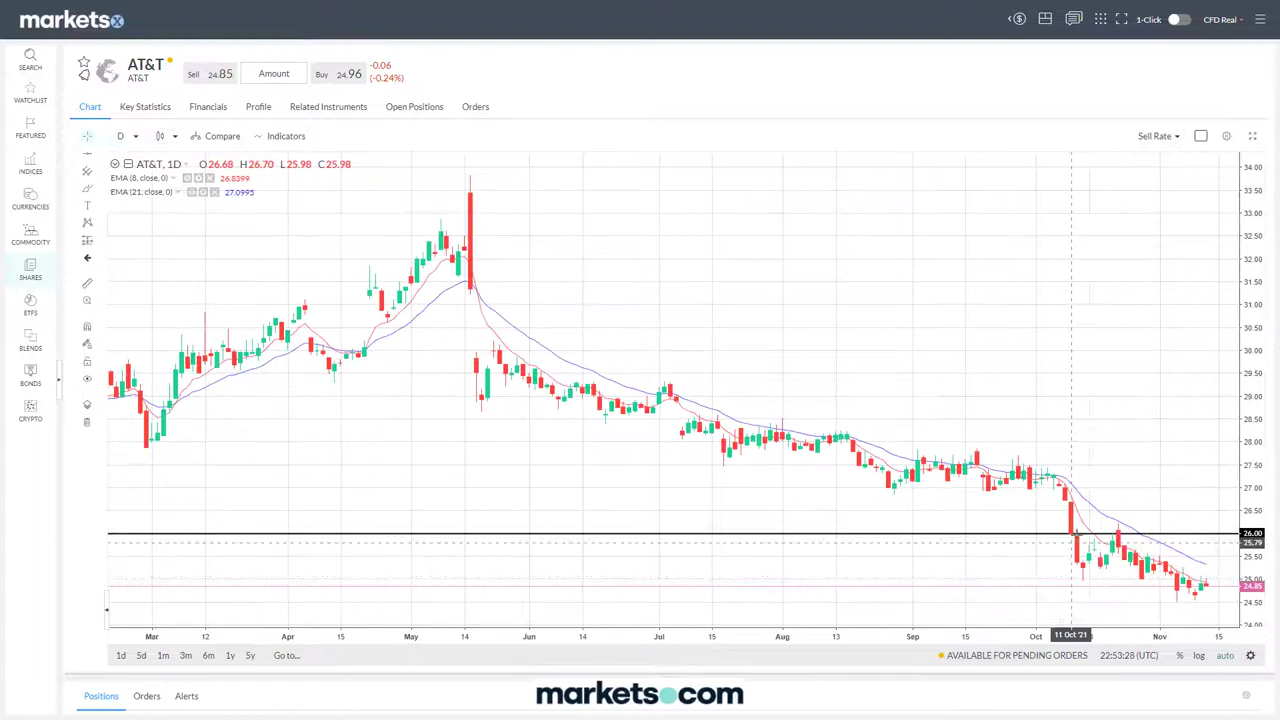 marketsx
1-Click
CFD Real
SEARCH
WATCHLIST
FEATURED
INDICES
CURRENCIES
COMMODITY
SHARES
ETFS
BLENDS
BONDS
CRYPTO
AT&T
AT&T
Sell 24.85
Amount
Buy 24.96
-0.06
(-0.24%)
Chart
Key Statistics
Financials
Profile
Related Instruments
Open Positions
Orders
D
Compare
Indicators
Sell Rate
AT&T, 1D O26.68 H26.70 L25.98 C25.98
EMA (8, close, 0) 26.8399
EMA (21, close, 0) 27.0995
34.00
33.50
33.00
32.50
32.00
31.50
31.00
30.50
30.00
29.50
29.00
28.50
28.00
27.50
27.00
26.50
26.00
25.79
25.50
25.00
24.85
24.50
24.00
Mar 12 Apr 15 May 14 Jun 14 Jul 15 Aug 13 Sep 15 Oct 11 Oct '21 Nov 15
1d 5d 1m 3m 6m 1y 5y Go to...
AVAILABLE FOR PENDING ORDERS 22:53:28 (UTC) % log auto
Positions
Orders
Alerts
markets.com